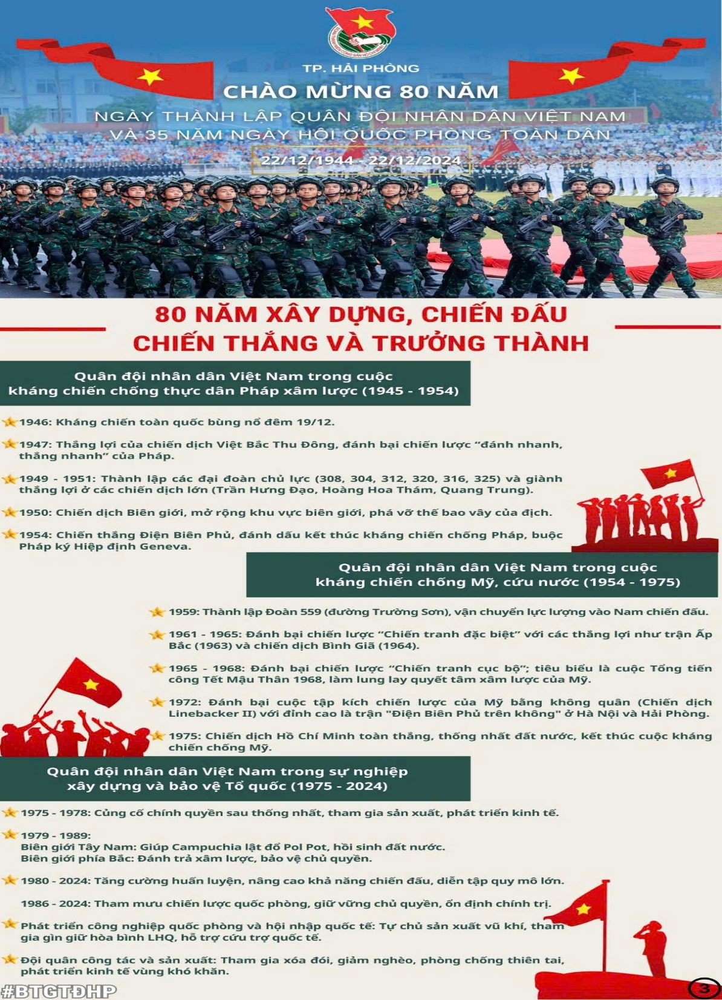 ĐOÀN THANH NIÊN CỘNG SẢN HỒ CHÍ MINH
TP. HẢI PHÒNG
CHÀO MỪNG 80 NĂM
NGÀY THÀNH LẬP QUÂN ĐỘI NHÂN DÂN VIỆT NAM
VÀ 35 NĂM NGÀY HỘI QUỐC PHÒNG TOÀN DÂN
22/12/1944 - 22/12/2024
80 NĂM XÂY DỰNG, CHIẾN ĐẤU
CHIẾN THẮNG VÀ TRƯỞNG THÀNH
Quân đội nhân dân Việt Nam trong cuộc
kháng chiến chống thực dân Pháp xâm lược (1945 - 1954)
1946: Kháng chiến toàn quốc bùng nổ đêm 19/12.
1947: Thắng lợi của chiến dịch Việt Bắc Thu Đông, đánh bại chiến lược “đánh nhanh,
thắng nhanh” của Pháp.
1949 - 1951: Thành lập các đại đoàn chủ lực (308, 304, 312, 320, 316, 325) và giành
thắng lợi ở các chiến dịch lớn (Trần Hưng Đạo, Hoàng Hoa Thám, Quang Trung).
1950: Chiến dịch Biên giới, mở rộng khu vực biên giới, phá vỡ thế bao vây của địch.
1954: Chiến thắng Điện Biên Phủ, đánh dấu kết thúc kháng chiến chống Pháp, buộc
Pháp ký Hiệp định Geneva.
Quân đội nhân dân Việt Nam trong cuộc
kháng chiến chống Mỹ, cứu nước (1954 - 1975)
1959: Thành lập Đoàn 559 (đường Trường Sơn), vận chuyển lực lượng vào Nam chiến đấu.
1961 - 1965: Đánh bại chiến lược “Chiến tranh đặc biệt” với các thắng lợi như trận Ấp
Bắc (1963) và chiến dịch Bình Giã (1964).
1965 - 1968: Đánh bại chiến lược “Chiến tranh cục bộ”; tiêu biểu là cuộc Tổng tiến
công Tết Mậu Thân 1968, làm lung lay quyết tâm xâm lược của Mỹ.
1972: Đánh bại cuộc tập kích chiến lược của Mỹ bằng không quân (Chiến dịch
Linebacker II) với đỉnh cao là trận "Điện Biên Phủ trên không" ở Hà Nội và Hải Phòng.
1975: Chiến dịch Hồ Chí Minh toàn thắng, thống nhất đất nước, kết thúc cuộc kháng
chiến chống Mỹ.
Quân đội nhân dân Việt Nam trong sự nghiệp
xây dựng và bảo vệ Tổ quốc (1975 - 2024)
1975 - 1978: Củng cố chính quyền sau thống nhất, tham gia sản xuất, phát triển kinh tế.
1979 - 1989:
Biên giới Tây Nam: Giúp Campuchia lật đổ Pol Pot, hồi sinh đất nước.
Biên giới phía Bắc: Đánh trả xâm lược, bảo vệ chủ quyền.
1980 - 2024: Tăng cường huấn luyện, nâng cao khả năng chiến đấu, diễn tập quy mô lớn.
1986 - 2024: Tham mưu chiến lược quốc phòng, giữ vững chủ quyền, ổn định chính trị.
Phát triển công nghiệp quốc phòng và hội nhập quốc tế: Tự chủ sản xuất vũ khí, tham
gia gìn giữ hòa bình LHQ, hỗ trợ cứu trợ quốc tế.
Đội quân công tác và sản xuất: Tham gia xóa đói, giảm nghèo, phòng chống thiên tai,
phát triển kinh tế vùng khó khăn.
#BTGTĐHP
3